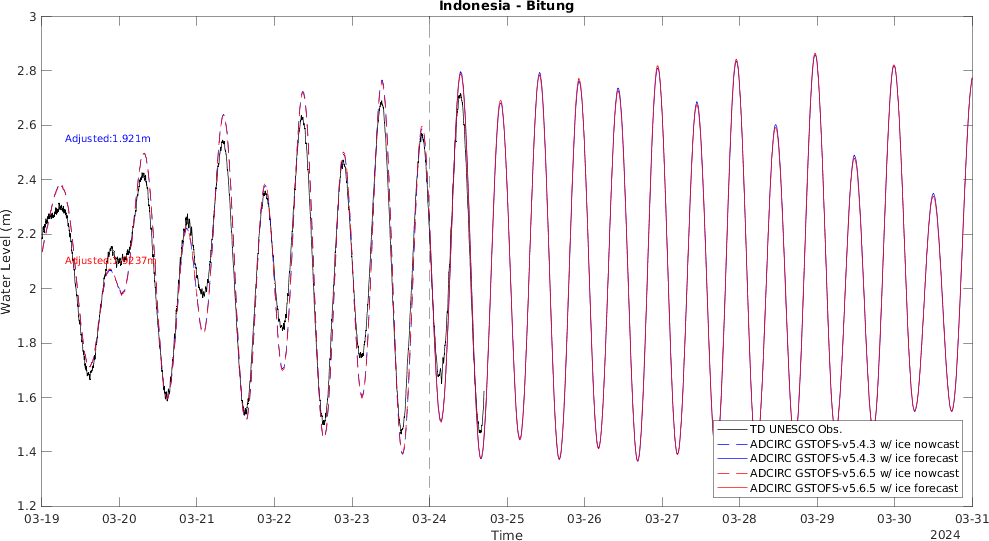 Indonesia - Bitung
3
2.8
2.6
2.4
2.2
2
1.8
1.6
1.4
1.2
Water Level (m)
Adjusted:1.921m
03-19
03-20
03-21
03-22
03-23
03-24
03-25
03-26
03-27
03-28
03-29
03-30
03-31
Time
2024
TD UNESCO Obs.
ADCIRC GSTOFS-v5.4.3 w/ ice nowcast
ADCIRC GSTOFS-v5.4.3 w/ ice forecast
ADCIRC GSTOFS-v5.6.5 w/ ice nowcast
ADCIRC GSTOFS-v5.6.5 w/ ice forecast